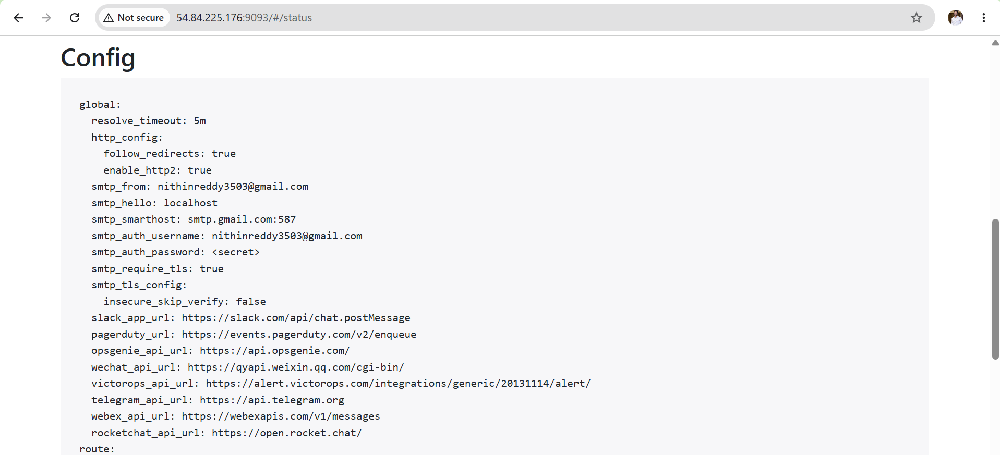 Not secure 54.84.225.176:9093/#/status
Config
global:
  resolve_timeout: 5m
  http_config:
    follow_redirects: true
    enable_http2: true
  smtp_from: nithinreddy3503@gmail.com
  smtp_hello: localhost
  smtp_smarthost: smtp.gmail.com:587
  smtp_auth_username: nithinreddy3503@gmail.com
  smtp_auth_password: <secret>
  smtp_require_tls: true
  smtp_tls_config:
    insecure_skip_verify: false
  slack_app_url: https://slack.com/api/chat.postMessage
  pagerduty_url: https://events.pagerduty.com/v2/enqueue
  opsgenie_api_url: https://api.opsgenie.com/
  wechat_api_url: https://qyapi.weixin.qq.com/cgi-bin/
  victorops_api_url: https://alert.victorops.com/integrations/generic/20131114/alert/
  telegram_api_url: https://api.telegram.org
  webex_api_url: https://webexapis.com/v1/messages
  rocketchat_api_url: https://open.rocket.chat/
route: